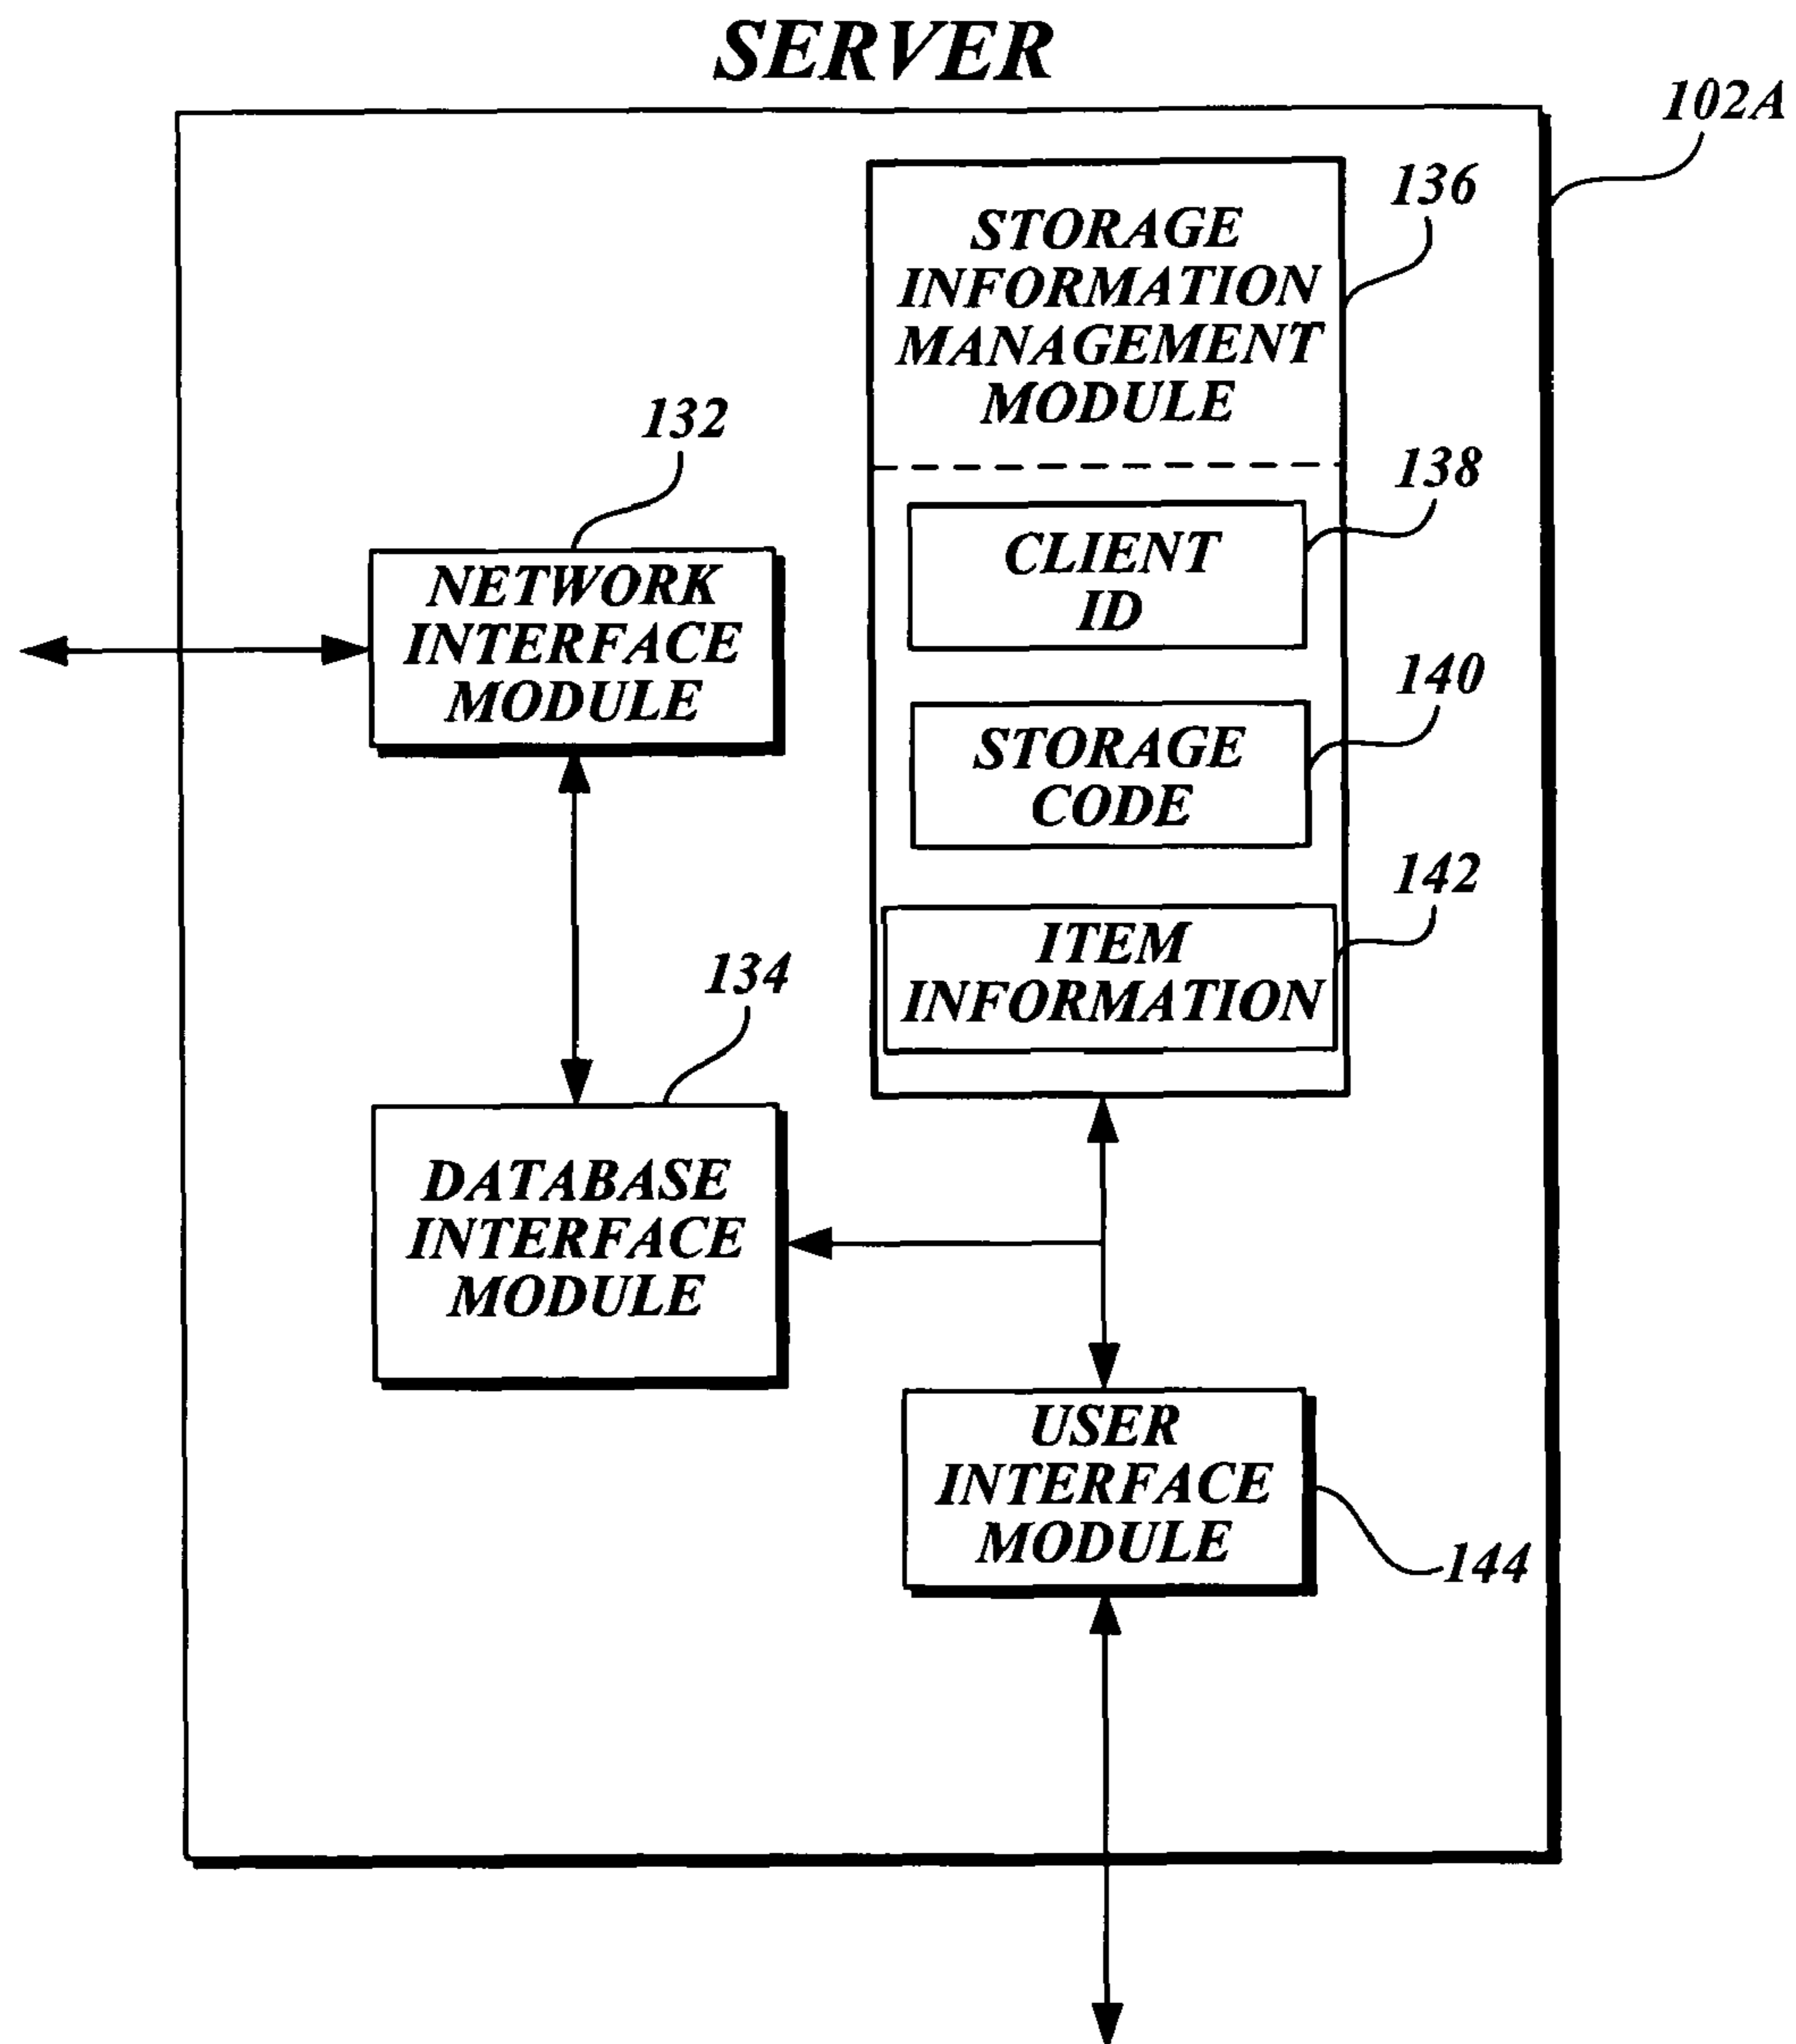 SERVER
102A
136
STORAGE
INFORMATION
MANAGEMENT
MODULE
132
138
NETWORK
INTERFACE
MODULE
CLIENT
ID
140
STORAGE
CODE
142
ITEM
INFORMATION
134
DATABASE
INTERFACE
MODULE
USER
INTERFACE
MODULE
144